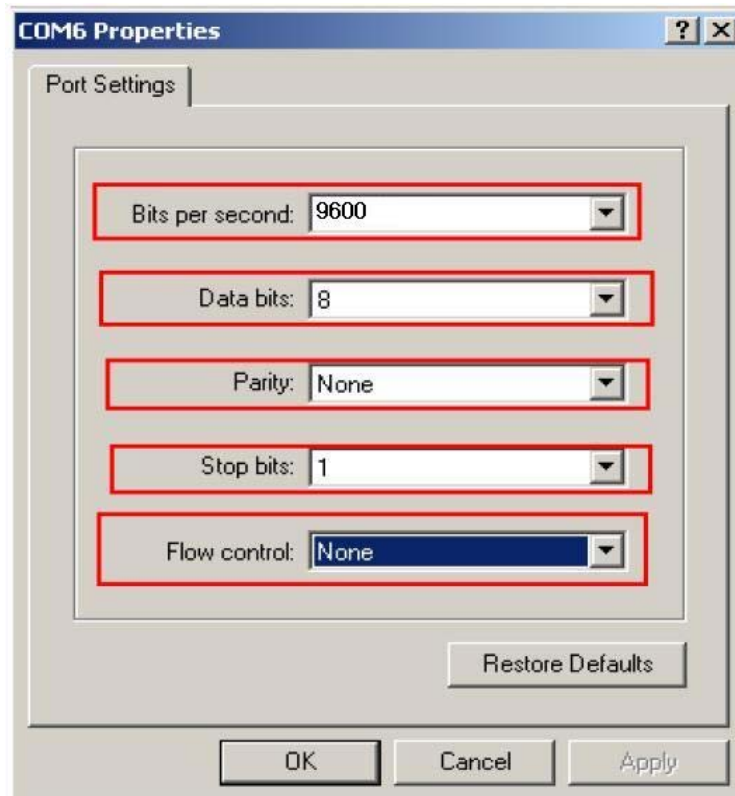 COM6 Properties
Port Settings
Bits per second: 9600
Data bits: 8
Parity: None
Stop bits: 1
Flow control: None
Restore Defaults
OK Cancel Apply